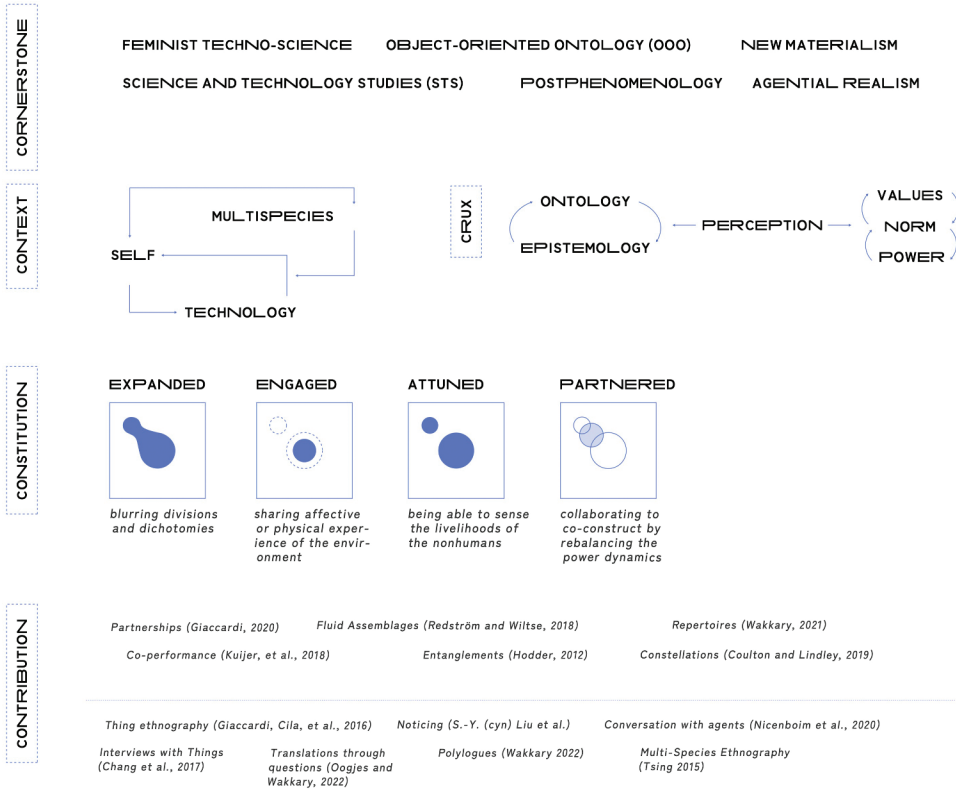 CORNERSTONE
FEMINIST TECHNO-SCIENCE
OBJECT-ORIENTED ONTOLOGY (OOO)
NEW MATERIALISM
SCIENCE AND TECHNOLOGY STUDIES (STS)
POSTPHENOMENOLOGY
AGENTIAL REALISM
CONTEXT
MULTISPECIES
SELF
TECHNOLOGY
CRUX
ONTOLOGY
EPISTEMOLOGY
PERCEPTION
VALUES
NORM
POWER
CONSTITUTION
EXPANDED
blurring divisions
and dichotomies
ENGAGED
sharing affective
or physical exper-
ience of the envir-
onment
ATTUNED
being able to sense
the livelihoods of
the nonhumans
PARTNERED
collaborating to
co-construct by
rebalancing the
power dynamics
CONTRIBUTION
Partnerships (Giaccardi, 2020)
Fluid Assemblages (Redström and Wiltse, 2018)
Repertoires (Wakkary, 2021)
Co-performance (Kuijer, et al., 2018)
Entanglements (Hodder, 2012)
Constellations (Coulton and Lindley, 2019)
Thing ethnography (Giaccardi, Cila, et al., 2016)
Noticing (S.-Y. (cyn) Liu et al.)
Conversation with agents (Nicenboim et al., 2020)
Interviews with Things
(Chang et al., 2017)
Translations through
questions (Oogjes and
Wakkary, 2022)
Polylogues (Wakkary 2022)
Multi-Species Ethnography
(Tsing 2015)